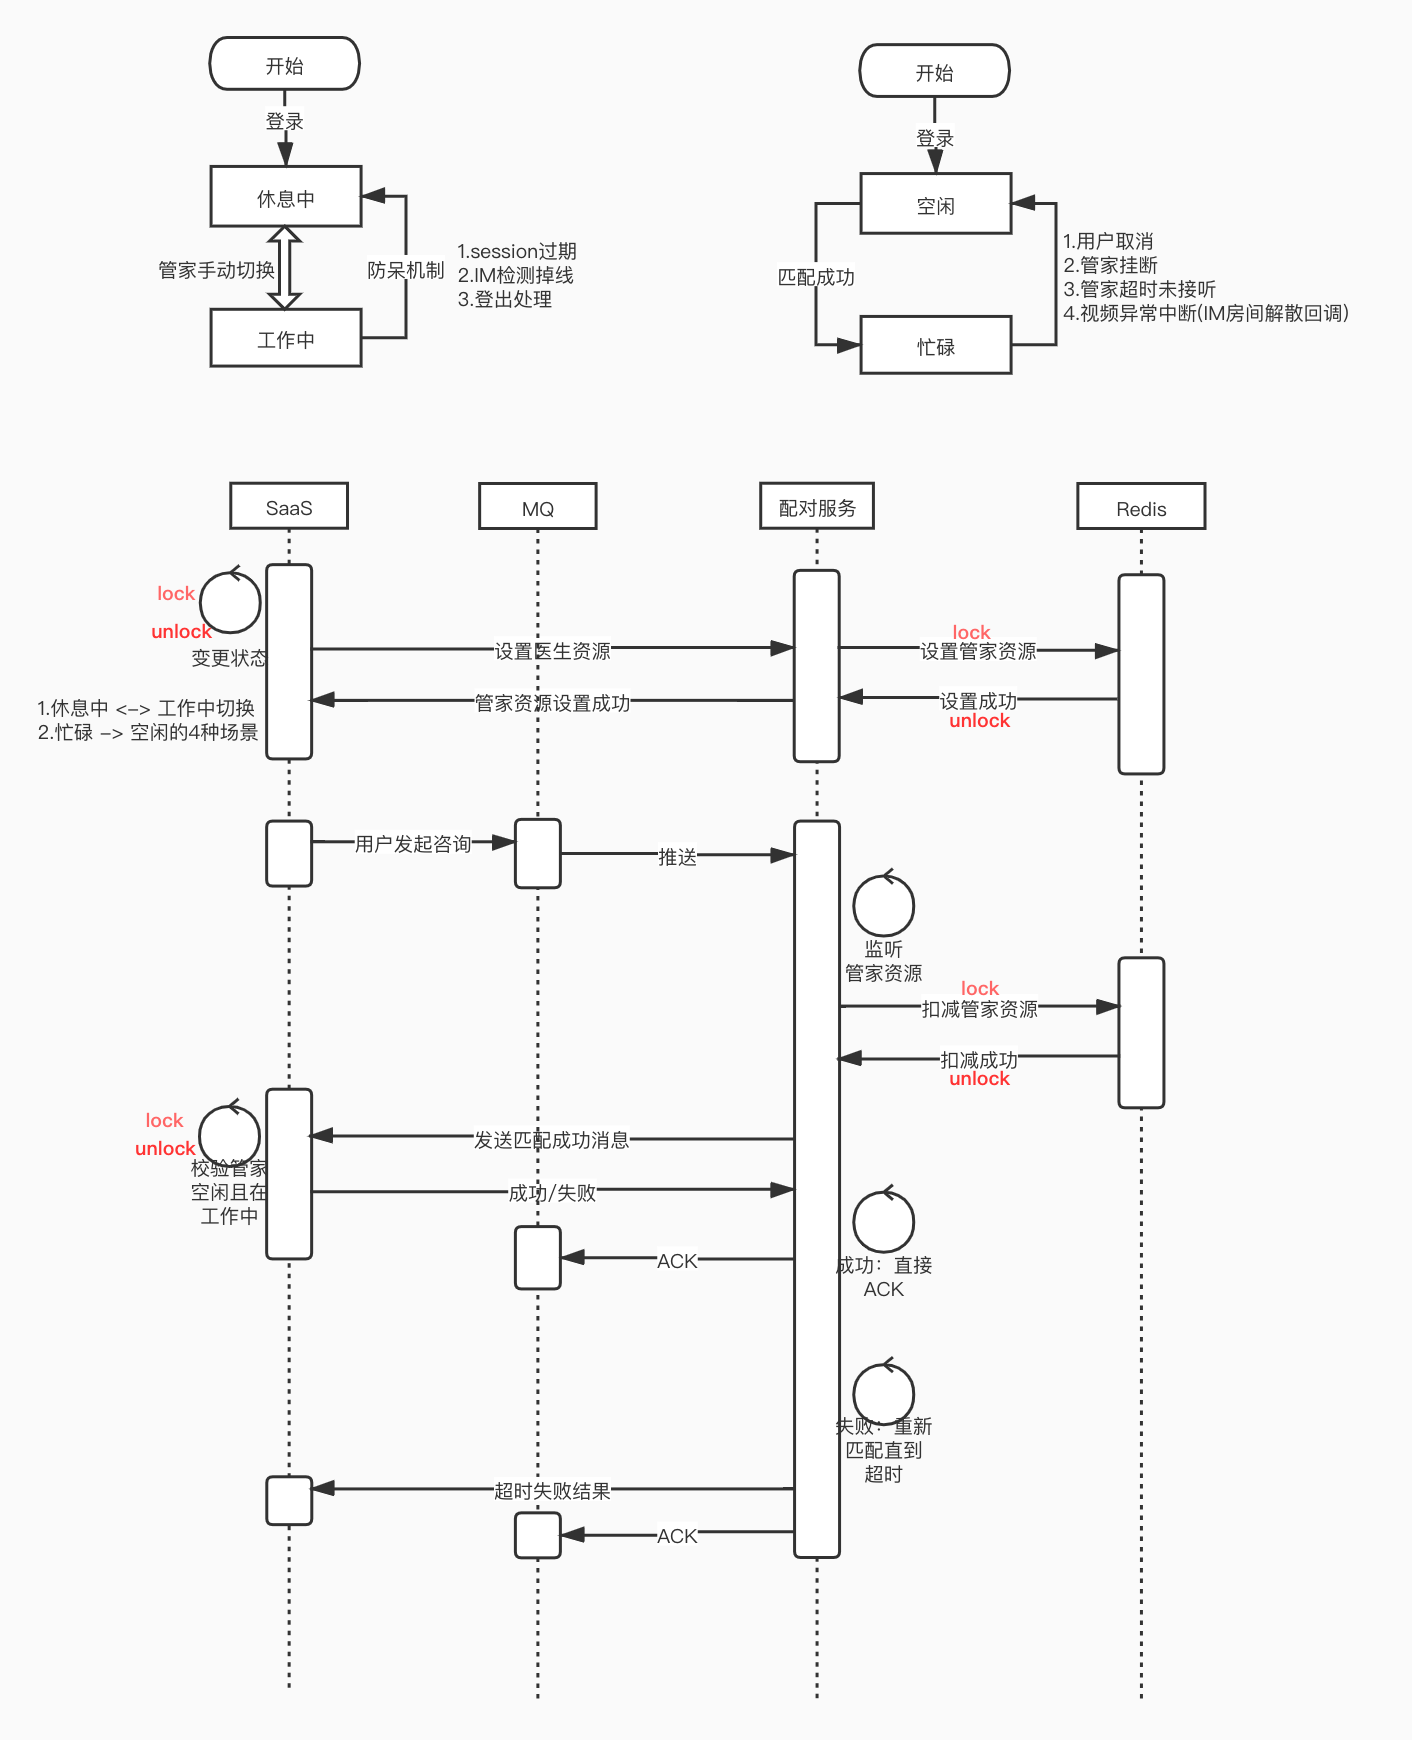 开始
登录
休息中
管家手动切换
防呆机制
1.session过期
2.IM检测掉线
3.登出处理
工作中
开始
登录
空闲
匹配成功
1.用户取消
2.管家挂断
3.管家超时未接听
4.视频异常中断(IM房间解散回调)
忙碌
SaaS
MQ
配对服务
Redis
lock
unlock
变更状态
1.休息中 <-> 工作中切换
2.忙碌 -> 空闲的4种场景
设置医生资源
lock
设置管家资源
管家资源设置成功
设置成功
unlock
用户发起咨询
推送
监听
管家资源
lock
扣减管家资源
扣减成功
unlock
lock
unlock
校验管家
空闲且在
工作中
发送匹配成功消息
成功/失败
ACK
成功：直接
ACK
失败：重新
匹配直到
超时
超时失败结果
ACK